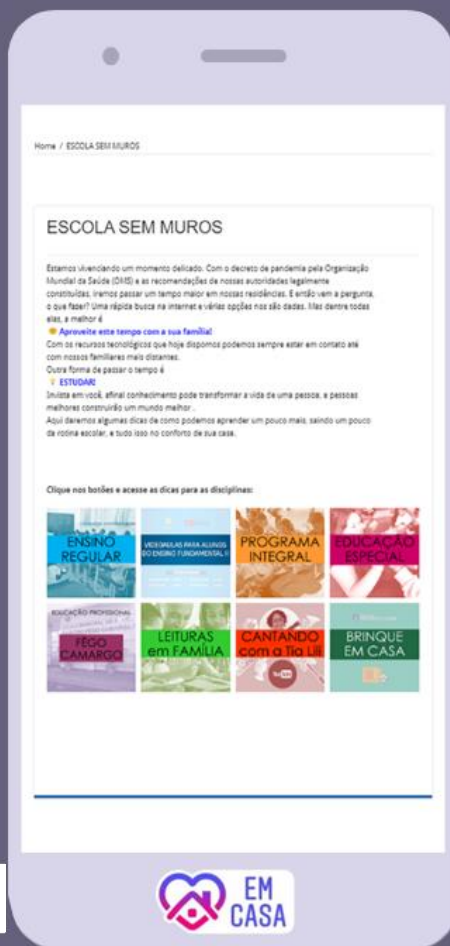 Home / ESCOLA SEM MUROS
ESCOLA SEM MUROS
Estamos vivenciando um momento delicado. Com o decreto de pandemia pela Organização
Mundial da Saúde (OMS) e as recomendações de nossas autoridades legalmente
constituídas, iremos passar um tempo maior em nossas residências. E então vem a pergunta,
o que fazer? Uma rápida busca na internet e várias opções nos são dadas. Mas dentre todas
elas, a melhor é
Aproveite este tempo com a sua família!
Com os recursos tecnológicos que hoje dispomos podemos sempre estar em contato até
com nossos familiares mais distantes.
Outra forma de passar o tempo é
ESTUDAR!
Invista em você, afinal conhecimento pode transformar a vida de uma pessoa, e pessoas
melhores construirão um mundo melhor...
Aqui daremos algumas dicas de como podemos aprender um pouco mais, saindo um pouco
da rotina escolar, e tudo isso no conforto de sua casa.
Clique nos botões e acesse as dicas para as disciplinas:
ENSINO
REGULAR
VIDEOAULAS PARA ALUNOS
DO ENSINO FUNDAMENTAL II
PROGRAMA
INTEGRAL
EDUCAÇÃO
ESPECIAL
EDUCAÇÃO PROFISSIONAL
FÊGO
CAMARGO
LEITURAS
em FAMÍLIA
CANTANDO
com a Tia Lili
BRINQUE
EM CASA
EM
CASA